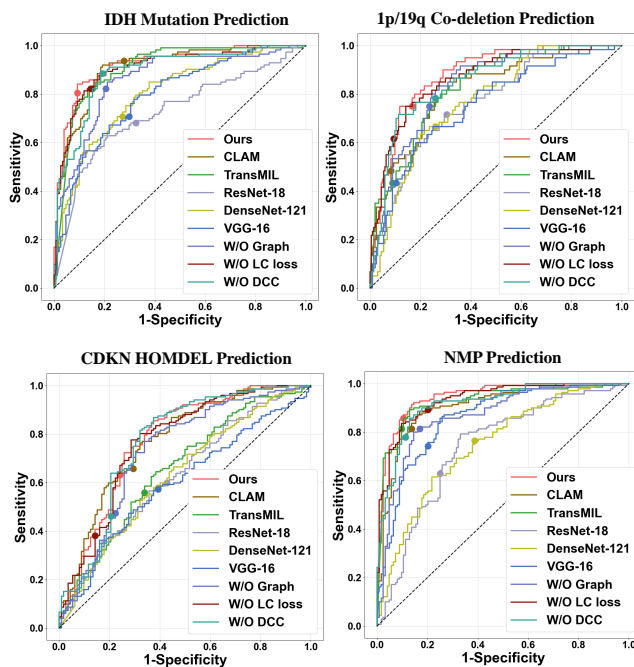 IDH Mutation Prediction
1.0
0.8
0.6
0.4
0.2
0.0
Sensitivity
Ours
CLAM
TransMIL
ResNet-18
DenseNet-121
VGG-16
W/O Graph
W/O LC loss
W/O DCC
0.0 0.2 0.4 0.6 0.8 1.0
1-Specificity
1p/19q Co-deletion Prediction
1.0
0.8
0.6
0.4
0.2
0.0
Sensitivity
Ours
CLAM
TransMIL
ResNet-18
DenseNet-121
VGG-16
W/O Graph
W/O LC loss
W/O DCC
0.0 0.2 0.4 0.6 0.8 1.0
1-Specificity
CDKN HOMDEL Prediction
1.0
0.8
0.6
0.4
0.2
0.0
Sensitivity
Ours
CLAM
TransMIL
ResNet-18
DenseNet-121
VGG-16
W/O Graph
W/O LC loss
W/O DCC
0.0 0.2 0.4 0.6 0.8 1.0
1-Specificity
NMP Prediction
1.0
0.8
0.6
0.4
0.2
0.0
Sensitivity
Ours
CLAM
TransMIL
ResNet-18
DenseNet-121
VGG-16
W/O Graph
W/O LC loss
W/O DCC
0.0 0.2 0.4 0.6 0.8 1.0
1-Specificity